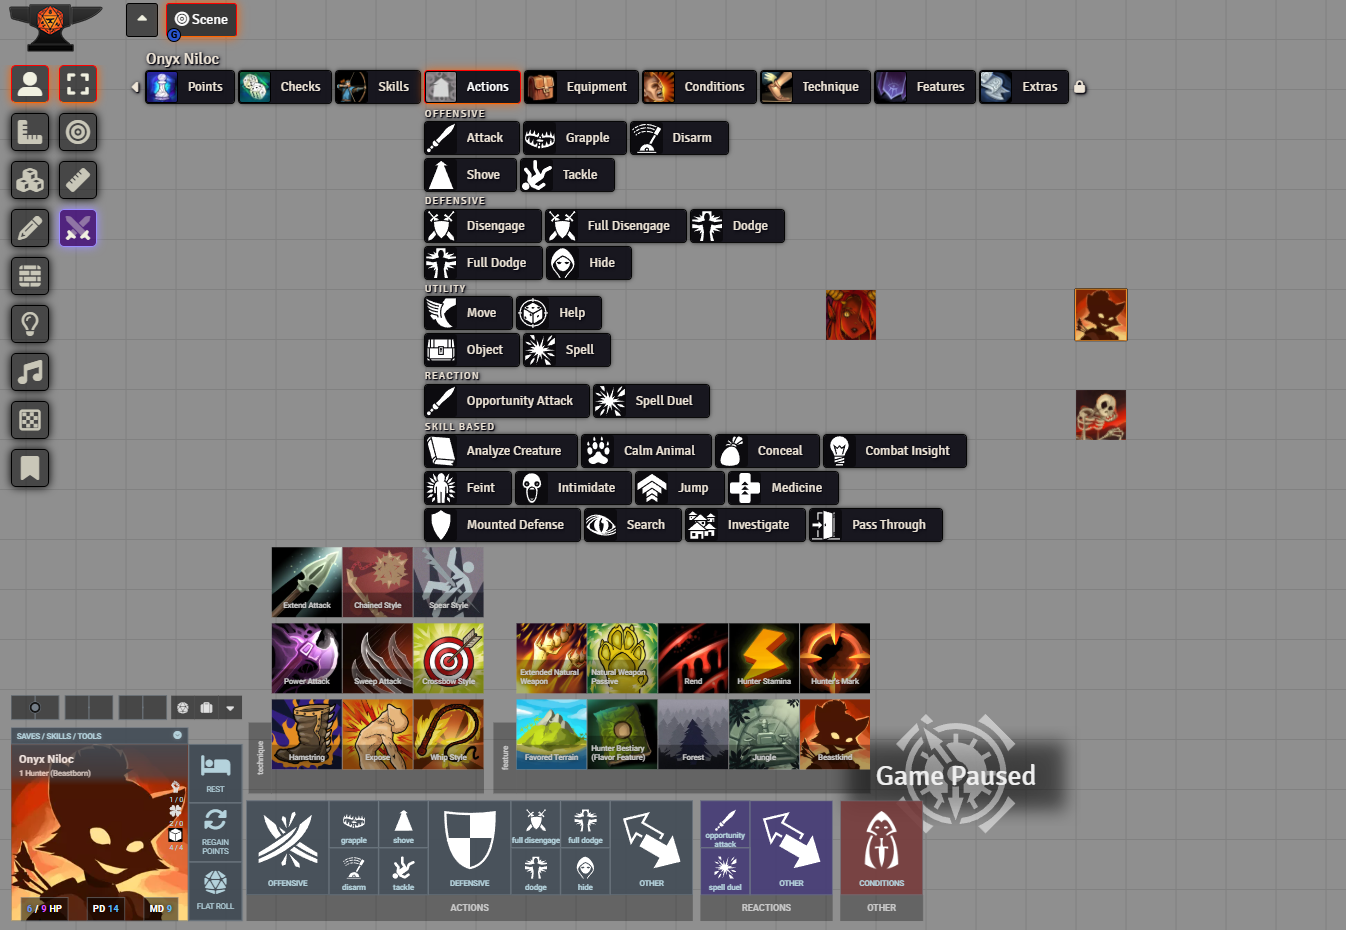 Scene
G
Onyx Niloc
Points
Checks
Skills
Actions
Equipment
Conditions
Technique
Features
Extras
OFFENSIVE
Attack
Grapple
Disarm
Shove
Tackle
DEFENSIVE
Disengage
Full Disengage
Dodge
Full Dodge
Hide
UTILITY
Move
Help
Object
Spell
REACTION
Opportunity Attack
Spell Duel
SKILL BASED
Analyze Creature
Calm Animal
Conceal
Combat Insight
Feint
Intimidate
Jump
Medicine
Mounted Defense
Search
Investigate
Pass Through
Extend Attack
Chained Style
Spear Style
Power Attack
Sweep Attack
Crossbow Style
Extended Natural
Weapon
Natural Weapon
Passive
Rend
Hunter Stamina
Hunter's Mark
technique
Hamstring
Expose
Whip Style
feature
Favored Terrain
Hunter Bestiary
(Flavor Feature)
Forest
Jungle
Beastkind
Game Paused
SAVES / SKILLS / TOOLS
Onyx Niloc
1 Hunter (Beastborn)
1 / 0
2 / 0
4 / 4
6 / 9 HP
PD 14
MD 9
REST
REGAIN
POINTS
FLAT ROLL
OFFENSIVE
grapple
shove
disarm
tackle
DEFENSIVE
full disengage
full dodge
dodge
hide
OTHER
ACTIONS
opportunity
attack
spell duel
OTHER
REACTIONS
CONDITIONS
OTHER